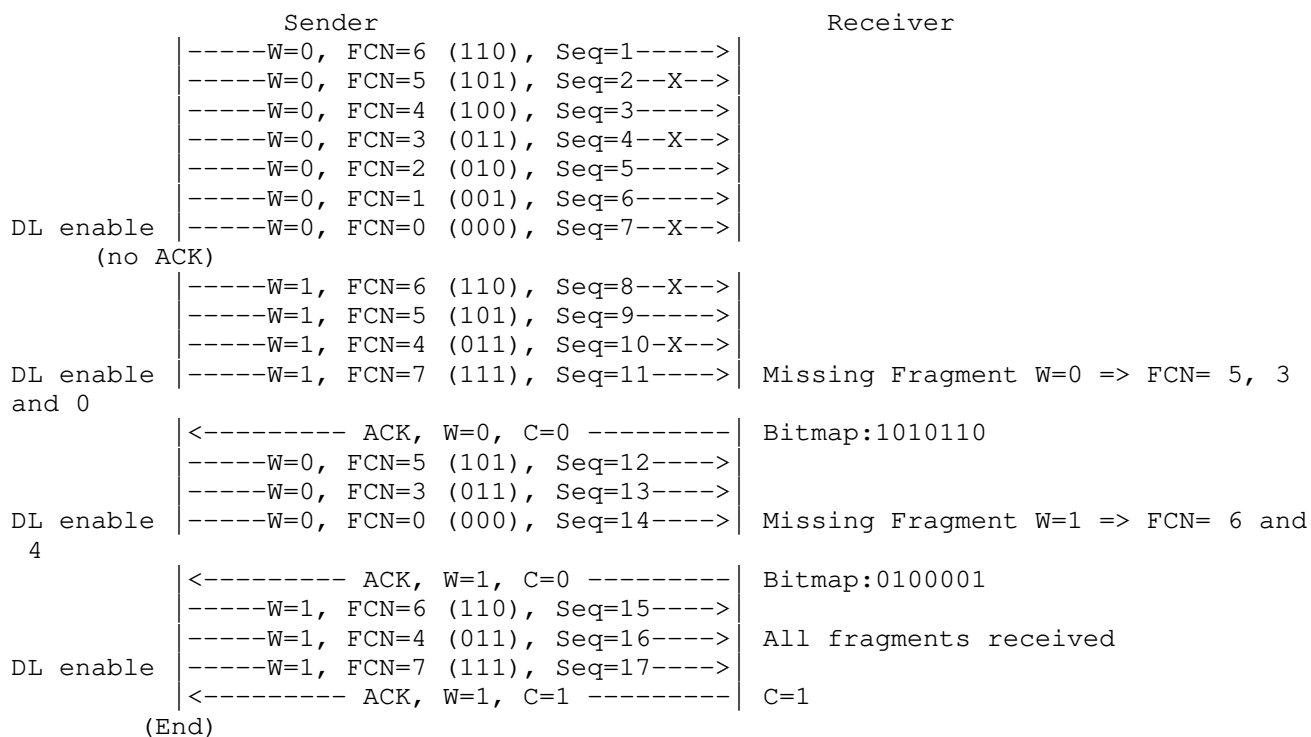 Sender Receiver
|-----W=0, FCN=6 (110), Seq=1----->|
|-----W=0, FCN=5 (101), Seq=2--X-->|
|-----W=0, FCN=4 (100), Seq=3----->|
|-----W=0, FCN=3 (011), Seq=4--X-->|
|-----W=0, FCN=2 (010), Seq=5----->|
|-----W=0, FCN=1 (001), Seq=6----->|
DL enable |-----W=0, FCN=0 (000), Seq=7--X-->|
(no ACK)
|-----W=1, FCN=6 (110), Seq=8--X-->|
|-----W=1, FCN=5 (101), Seq=9----->|
|-----W=1, FCN=4 (011), Seq=10-X-->|
DL enable |-----W=1, FCN=7 (111), Seq=11---->| Missing Fragment W=0 => FCN= 5, 3
and 0
|<--------- ACK, W=0, C=0 ---------| Bitmap:1010110
|-----W=0, FCN=5 (101), Seq=12---->|
|-----W=0, FCN=3 (011), Seq=13---->|
DL enable |-----W=0, FCN=0 (000), Seq=14---->| Missing Fragment W=1 => FCN= 6 and
4
|<--------- ACK, W=1, C=0 ---------| Bitmap:0100001
|-----W=1, FCN=6 (110), Seq=15---->|
|-----W=1, FCN=4 (011), Seq=16---->| All fragments received
DL enable |-----W=1, FCN=7 (111), Seq=17---->|
|<--------- ACK, W=1, C=1 ---------| C=1
(End)